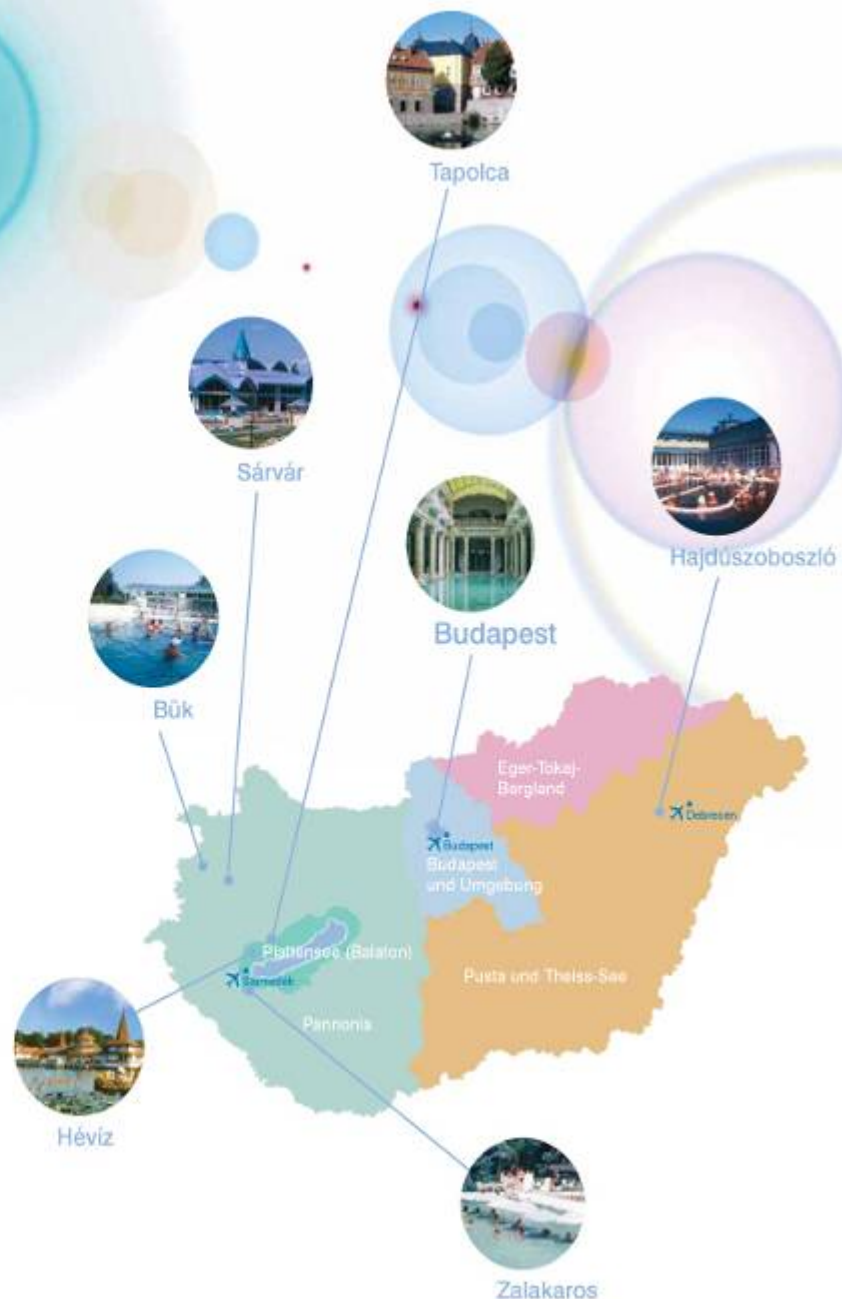 Tapolca
Sárvár
Budapest
Hajdúszoboszló
Bük
Eger-Tokaj-
Bergland
Debrecen
Budapest
Budapest
und Umgebung
Plattensee (Balaton)
Pusta und Theiss-See
Sármellék
Pannonia
Hévíz
Zalakaros